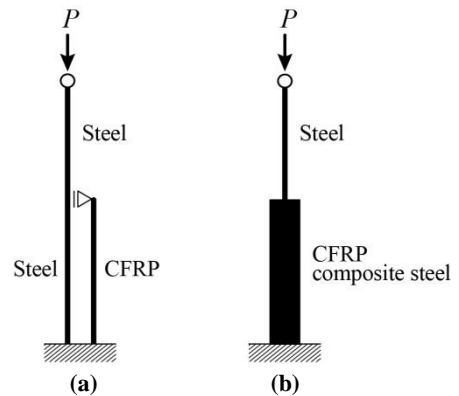 P P
Steel
Steel
Steel CFRP
CFRP
composite steel
(a) (b)